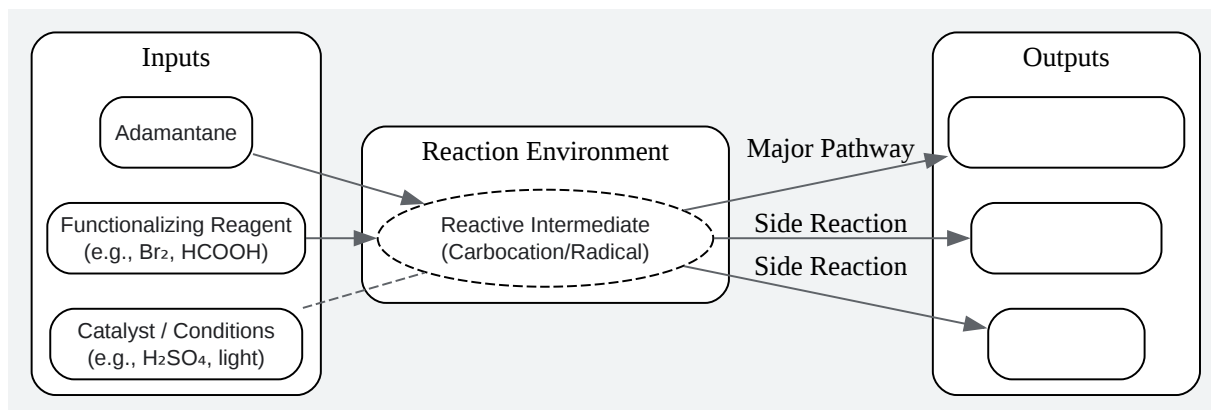 Inputs
Adamantane
Functionalizing Reagent
(e.g., Br₂, HCOOH)
Catalyst / Conditions
(e.g., H₂SO₄, light)
Reaction Environment
Reactive Intermediate
(Carbocation/Radical)
Major Pathway
Side Reaction
Side Reaction
Outputs